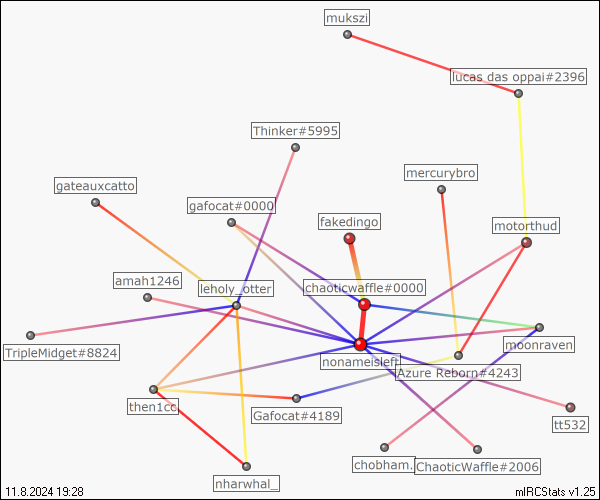 mukszi
lucas das oppai#2396
Thinker#5995
mercurybro
gateauxcatto
gafocat#0000
fakedingo
motorthud
amah1246
leholy_otter
chaoticwaffle#0000
TripleMidget#8824
nonameisleft
moonraven
Azure Reborn#4243
then1cc
Gafocat#4189
tt532
chobham.
ChaoticWaffle#2006
nharwhal_
11.8.2024 19:28
mIRCStats v1.25